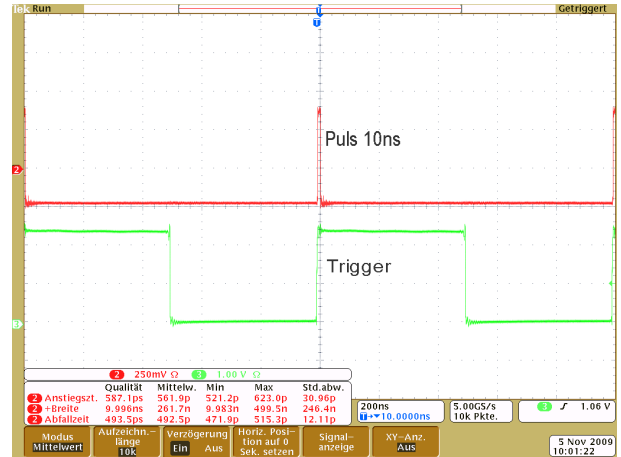 Tek Run Getriggert
T
2
Puls 10ns
Trigger
3
2 250mV Ω 3 1.00 V Ω
Qualität Mittelw. Min Max Std.abw.
2 Anstiegszt. 587.1ps 561.9p 521.2p 623.0p 30.96p
2 +Breite 9.996ns 261.7n 9.983n 499.5n 246.4n
2 Abfallzeit 493.5ps 492.5p 471.9p 515.3p 12.11p
200ns
T→▼10.0000ns
5.00GS/s
10k Pkte.
3 ʃ 1.06 V
Modus
Mittelwert
Aufzeichn.–
länge
10k
Verzögerung
Ein Aus
Horiz. Posi–
tion auf 0
Sek. setzen
Signal–
anzeige
XY–Anz.
Aus
5 Nov 2009
10:01:22